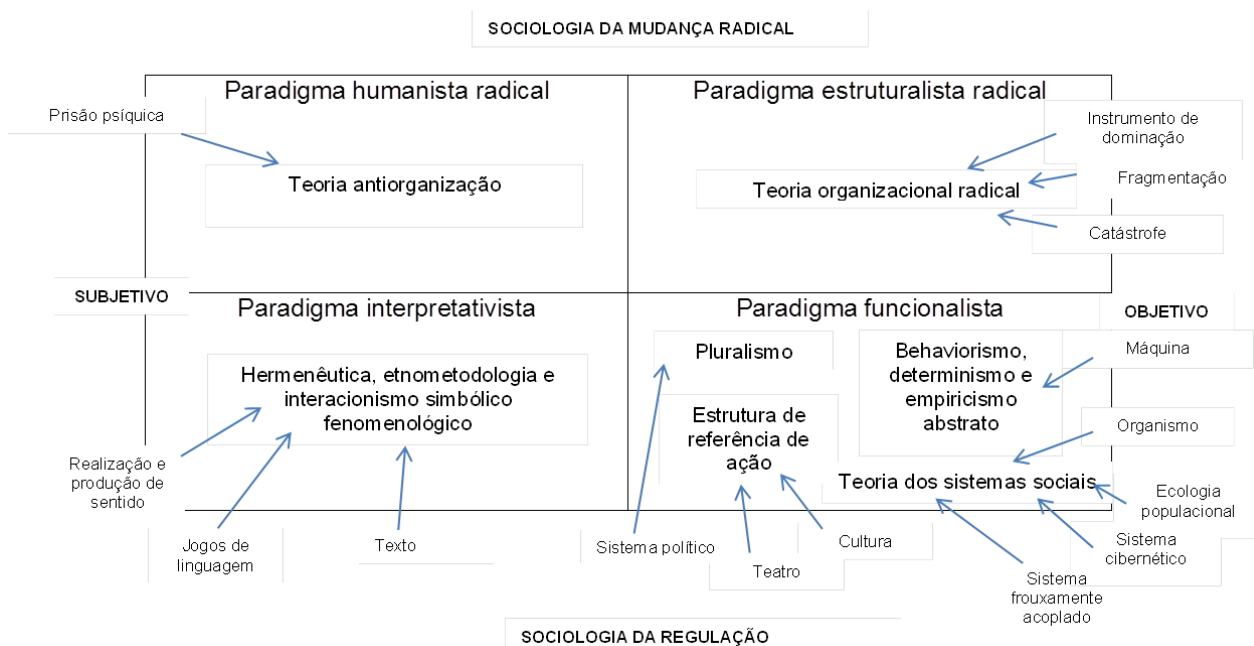 SOCIOLOGIA DA MUDANÇA RADICAL
Paradigma humanista radical
Paradigma estruturalista radical
Prisão psíquica
Instrumento de
dominação
Teoria antiorganização
Teoria organizacional radical
Fragmentação
Catástrofe
SUBJETIVO
Paradigma interpretativista
Paradigma funcionalista
OBJETIVO
Pluralismo
Behaviorismo,
determinismo e
empiricismo
abstrato
Máquina
Hermenêutica, etnometodologia e
interacionismo simbólico
fenomenológico
Estrutura de
referência de
ação
Organismo
Realização e
produção de
sentido
Teoria dos sistemas sociais
Ecologia
populacional
Jogos de
linguagem
Texto
Sistema político
Cultura
Sistema
cibernético
Teatro
Sistema
frouxamente
acoplado
SOCIOLOGIA DA REGULAÇÃO